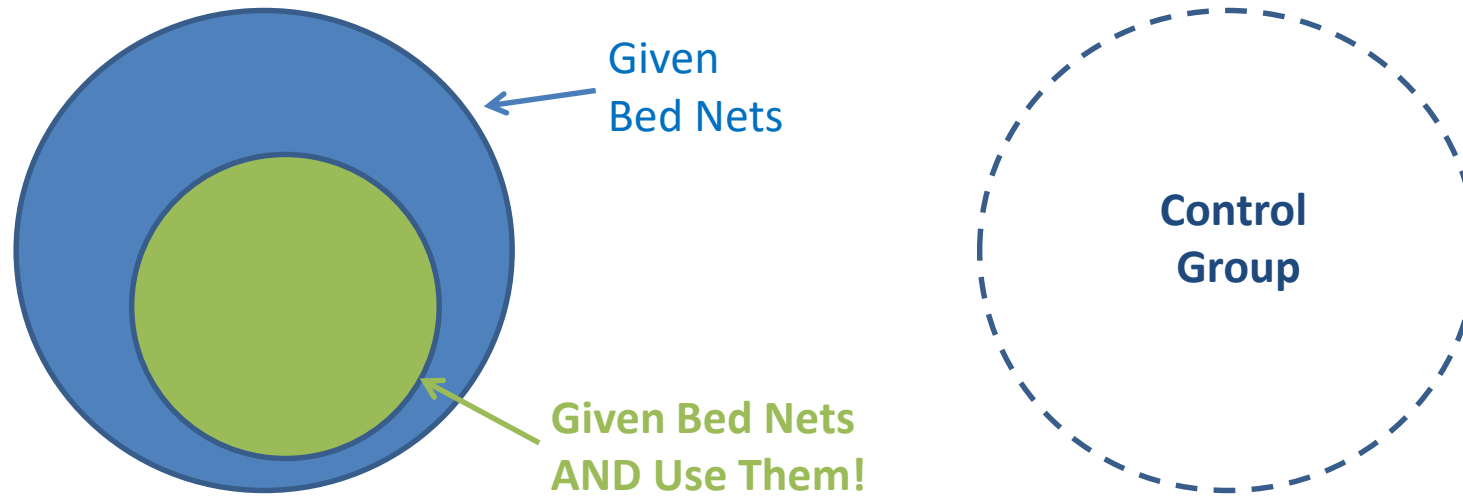 Given
Bed Nets
Control
Group
Given Bed Nets
AND Use Them!